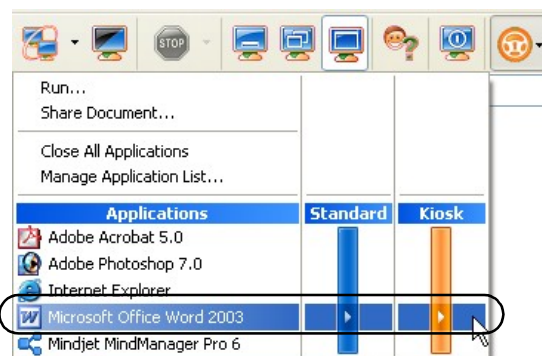 STOP
Run...
Share Document...
Close All Applications
Manage Application List...
Applications Standard Kiosk
Adobe Acrobat 5.0
Adobe Photoshop 7.0
Internet Explorer
Microsoft Office Word 2003
Mindjet MindManager Pro 6